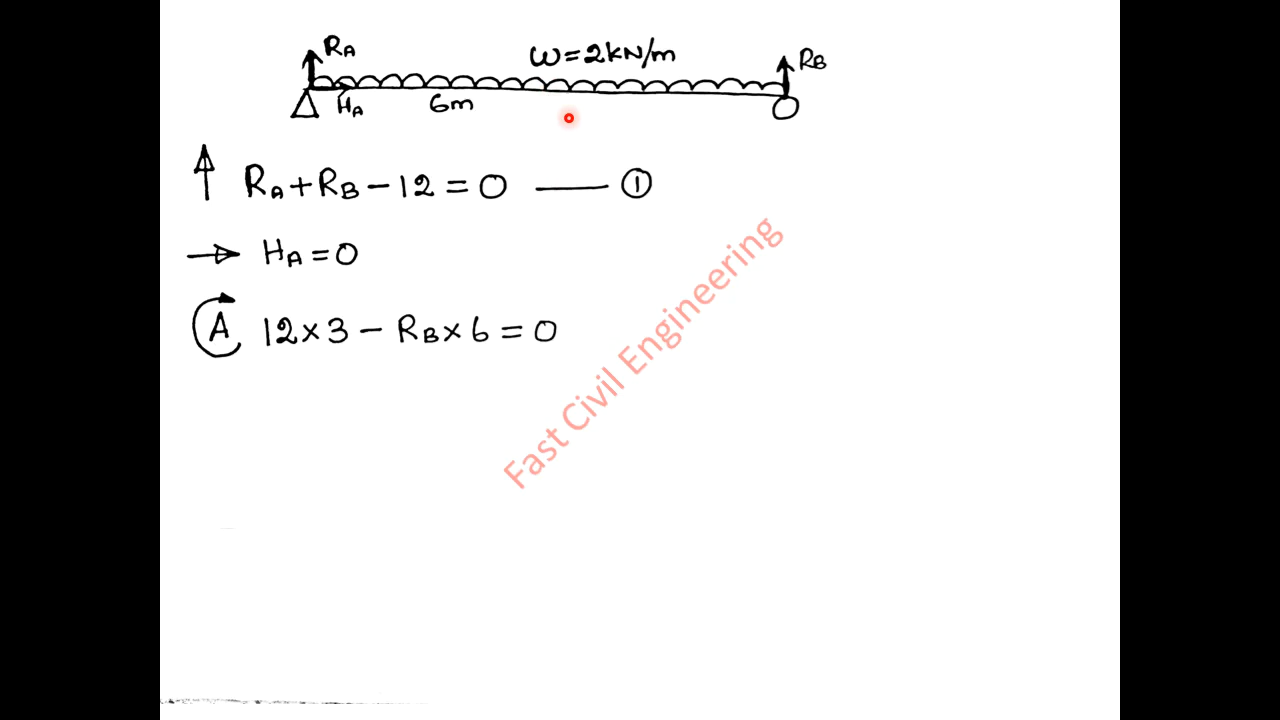 RA ω=2kN/m RB
HA 6m
RA+RB-12=0 —— ①
HA=0
A 12×3-RB×6=0
Fast Civil Engineering